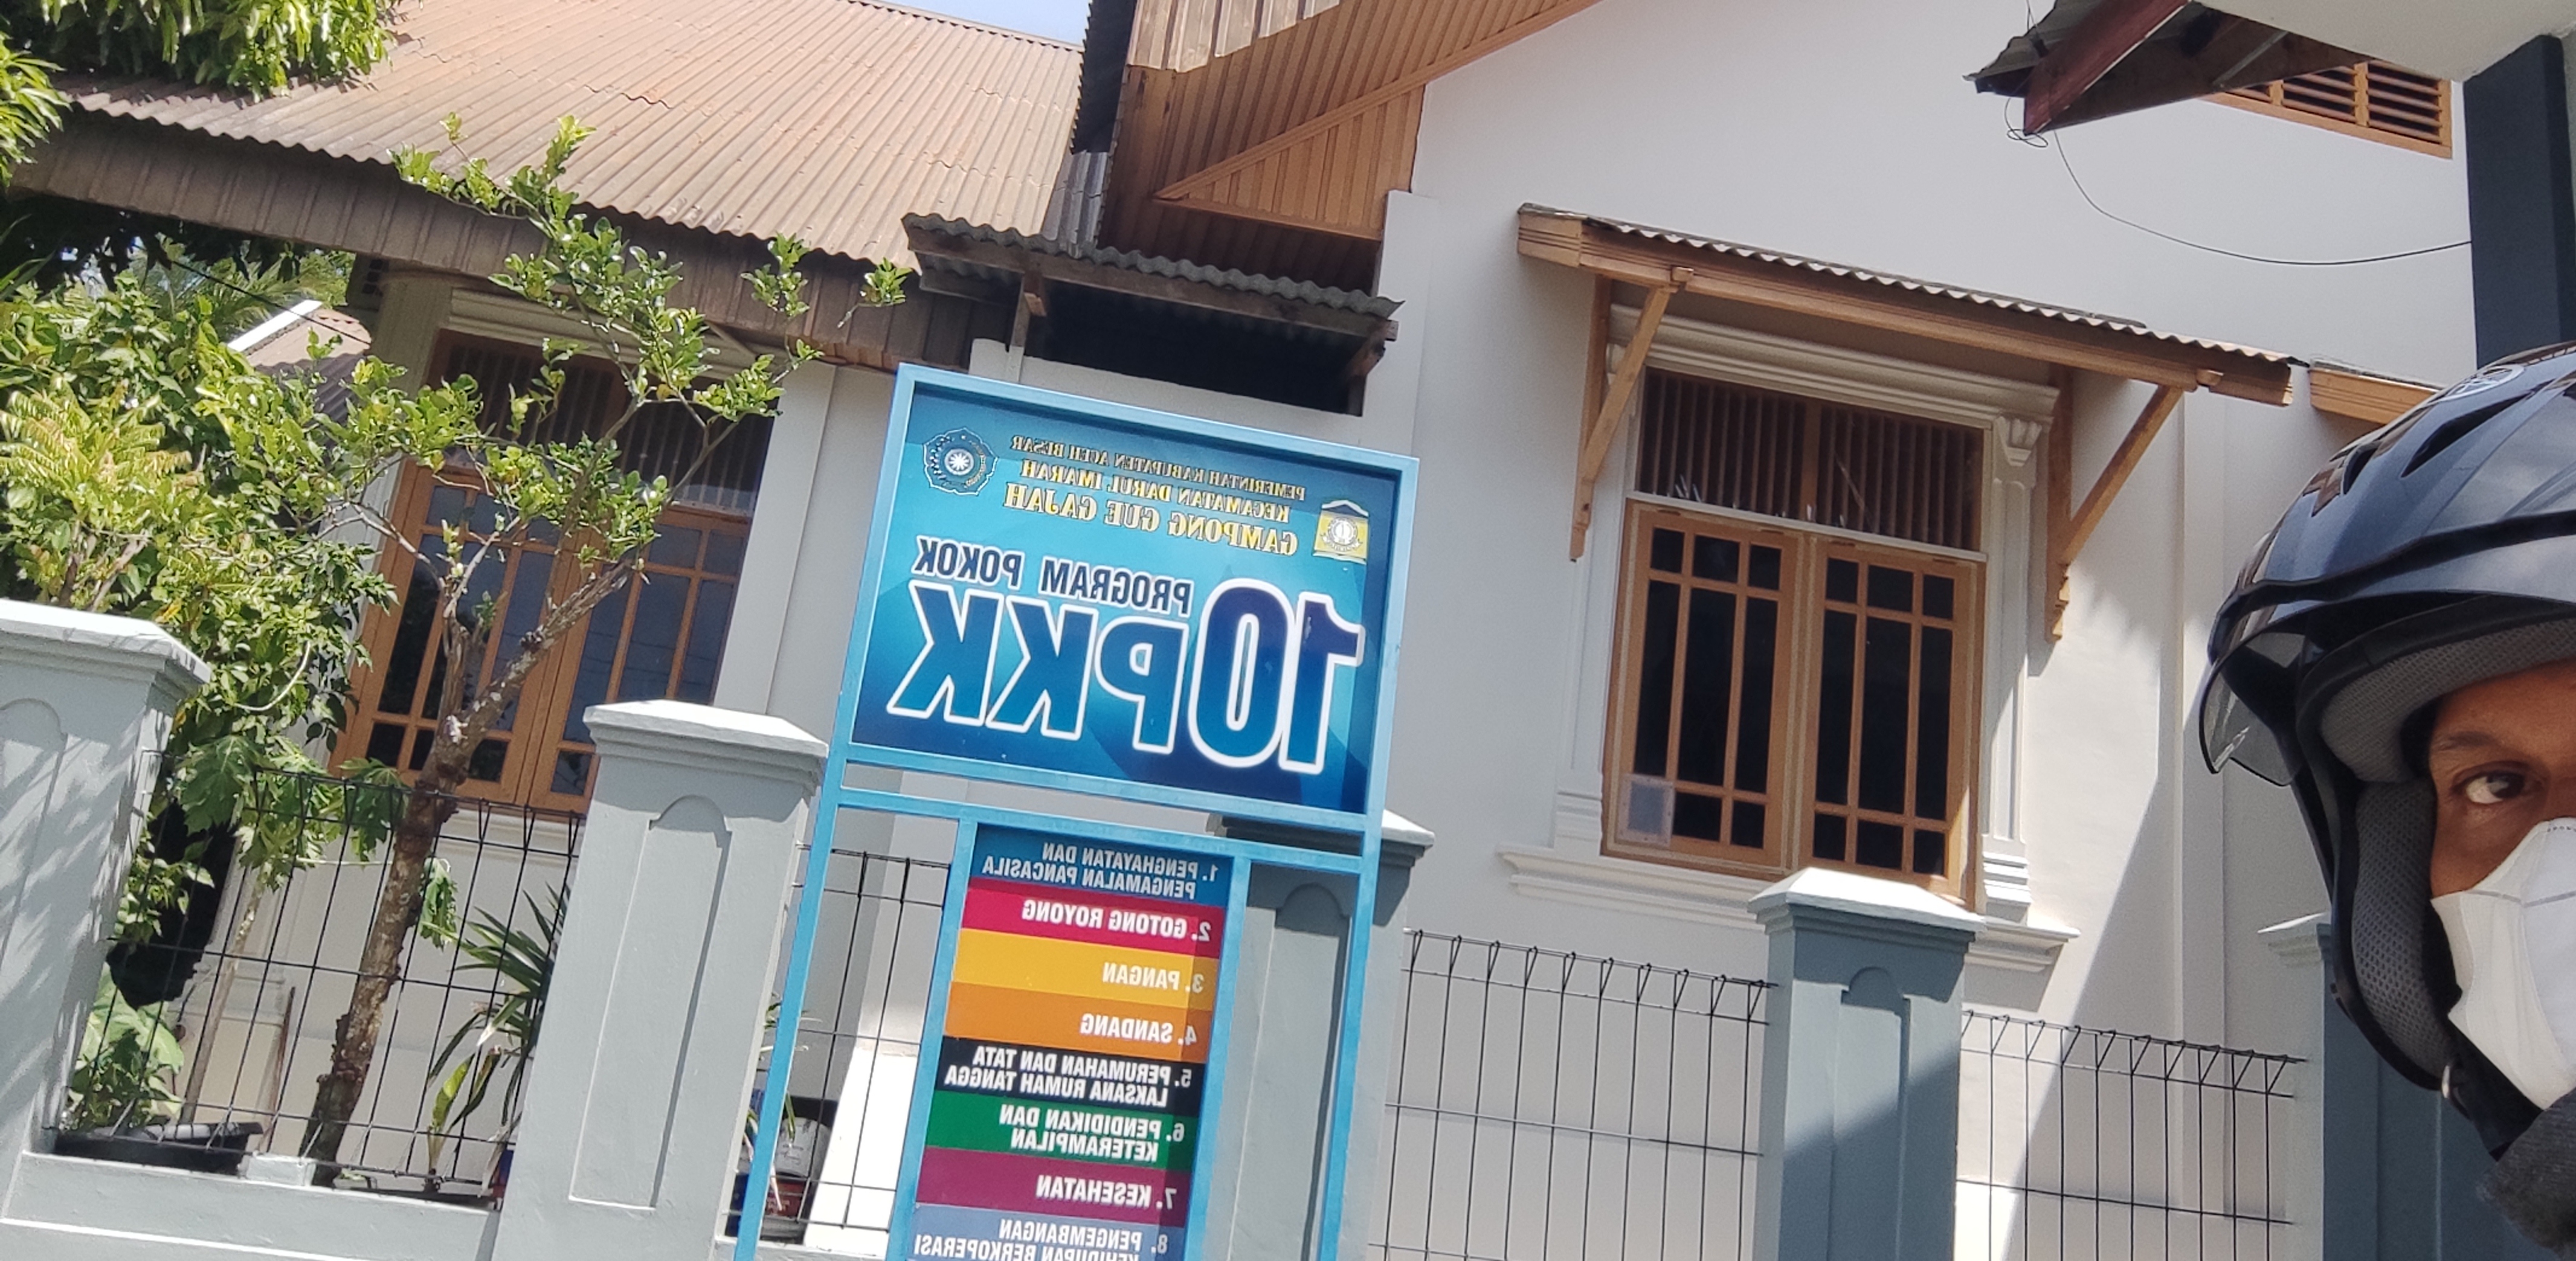 PEMERINTAH KABUPATEN ACEH BESAR
KECAMATAN DARUL IMARAH
GAMPONG GUE GAJAH
10 PROGRAM POKOK
PKK
1. PENGHAYATAN DAN
PENGAMALAN PANCASILA
2. GOTONG ROYONG
3. PANGAN
4. SANDANG
5. PERUMAHAN DAN TATA
LAKSANA RUMAH TANGGA
6. PENDIDIKAN DAN
KETERAMPILAN
7. KESEHATAN
8. PENGEMBANGAN
KEHIDUPAN BERKOPERASI